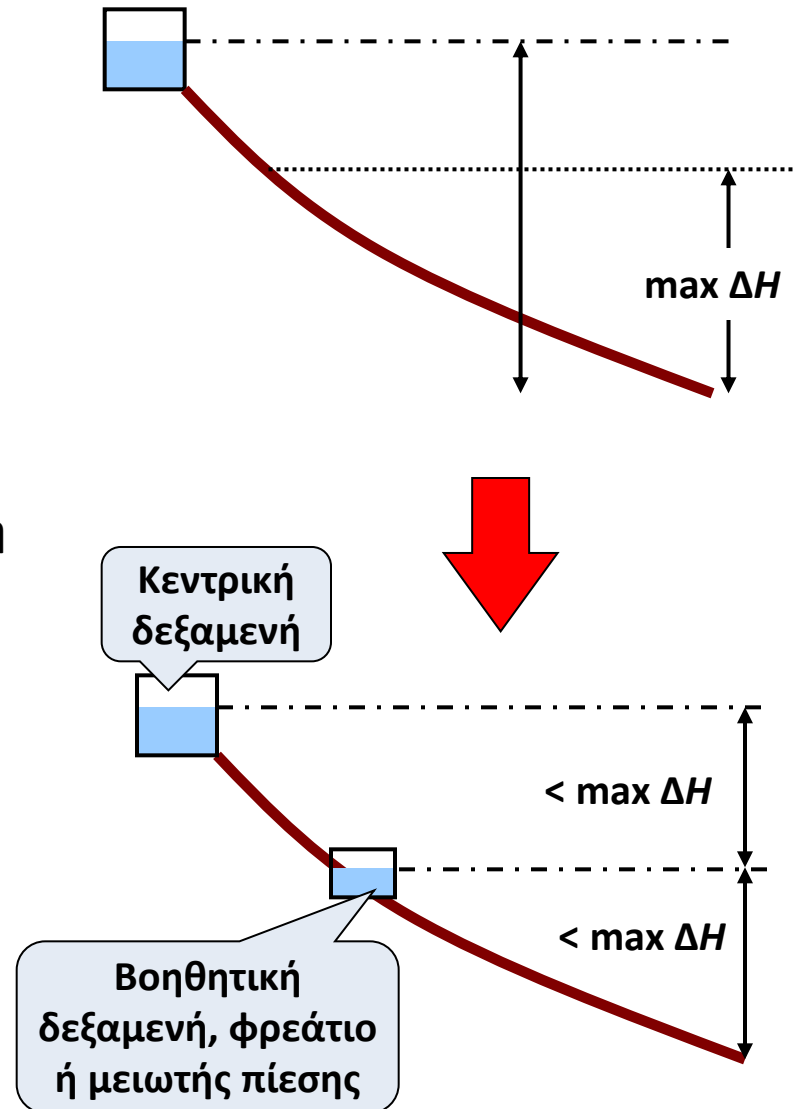 max ΔH
η
Κεντρική
δεξαμενή
< max ΔH
< max ΔH
Βοηθητική
δεξαμενή, φρεάτιο
ή μειωτής πίεσης